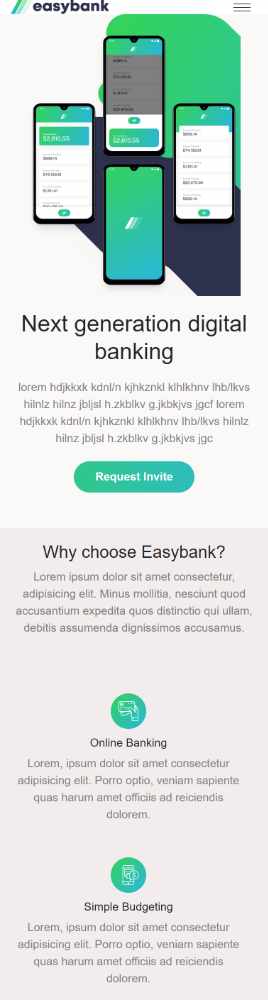 easybank
Next generation digital
banking
lorem hdjkkxk kdnl/n kjhkznkl klhlkhnv lhb/lkvs
hilnlz hilnz jbljsl h.zkblkv g.jkbkjvs jgcf lorem
hdjkkxk kdnl/n kjhkznkl klhlkhnv lhb/lkvs hilnlz
hilnz jbljsl h.zkblkv g.jkbkjvs jgc
Request Invite
Why choose Easybank?
Lorem ipsum dolor sit amet consectetur,
adipisicing elit. Minus mollitia, nesciunt quod
accusantium expedita quos distinctio qui ullam,
debitis assumenda dignissimos accusamus.
Online Banking
Lorem, ipsum dolor sit amet consectetur
adipisicing elit. Porro optio, veniam sapiente
quas harum amet officiis ad reiciendis
dolorem.
Simple Budgeting
Lorem, ipsum dolor sit amet consectetur
adipisicing elit. Porro optio, veniam sapiente
quas harum amet officiis ad reiciendis
dolorem.